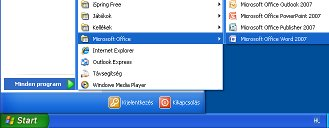 iSpring Free
Játékok
Kellékek
Microsoft Office
Internet Explorer
Outlook Express
Távsegítség
Windows Media Player
Microsoft Office Outlook 2007
Microsoft Office PowerPoint 2007
Microsoft Office Publisher 2007
Microsoft Office Word 2007
Minden program
Kijelentkezés
Kikapcsolás
Start
HU